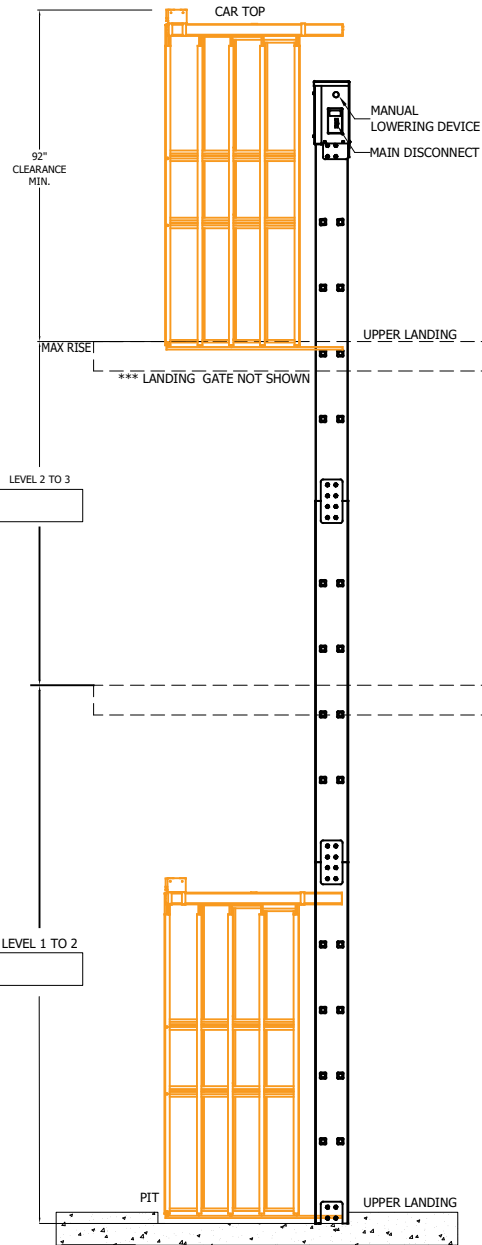 CAR TOP
MANUAL
LOWERING DEVICE
MAIN DISCONNECT
92"
CLEARANCE
MIN.
UPPER LANDING
MAX RISE
*** LANDING GATE NOT SHOWN
LEVEL 2 TO 3
LEVEL 1 TO 2
PIT
UPPER LANDING